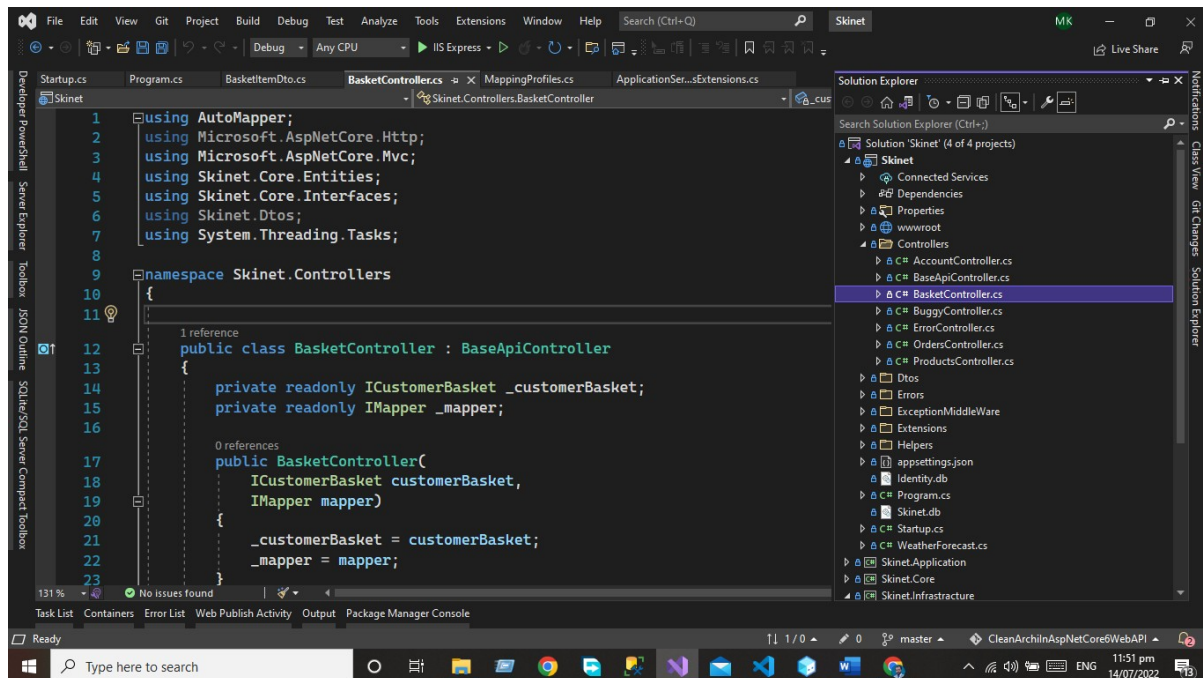 File Edit View Git Project Build Debug Test Analyze Tools Extensions Window Help Search (Ctrl+Q) Skinet MK
Debug Any CPU IIS Express Live Share
Startup.cs Program.cs BasketItemDto.cs BasketController.cs MappingProfiles.cs ApplicationSer...sExtensions.cs
Skinet Skinet.Controllers.BasketController _cus
1 using AutoMapper;
2 using Microsoft.AspNetCore.Http;
3 using Microsoft.AspNetCore.Mvc;
4 using Skinet.Core.Entities;
5 using Skinet.Core.Interfaces;
6 using Skinet.Dtos;
7 using System.Threading.Tasks;
8
9 namespace Skinet.Controllers
10 {
11
1 reference
12 public class BasketController : BaseApiController
13 {
14 private readonly ICustomerBasket _customerBasket;
15 private readonly IMapper _mapper;
16
0 references
17 public BasketController(
18 ICustomerBasket customerBasket,
19 IMapper mapper)
20 {
21 _customerBasket = customerBasket;
22 _mapper = mapper;
23 }
131 % No issues found
Developer PowerShell
Server Explorer
Toolbox
JSON Outline
SQLite/SQL Server Compact Toolbox
Solution Explorer
Search Solution Explorer (Ctrl+;)
Solution 'Skinet' (4 of 4 projects)
Skinet
Connected Services
Dependencies
Properties
wwwroot
Controllers
C# AccountController.cs
C# BaseApiController.cs
C# BasketController.cs
C# BuggyController.cs
C# ErrorController.cs
C# OrdersController.cs
C# ProductsController.cs
Dtos
Errors
ExceptionMiddleWare
Extensions
Helpers
appsettings.json
Identity.db
C# Program.cs
Skinet.db
C# Startup.cs
C# WeatherForecast.cs
C# Skinet.Application
C# Skinet.Core
C# Skinet.Infrastructure
Notifications
Class View
Git Changes
Solution Explorer
Task List Containers Error List Web Publish Activity Output Package Manager Console
Ready 1 / 0 0 master CleanArchiInAspNetCore6WebAPI 2
Type here to search ENG 11:51 pm
14/07/2022 13